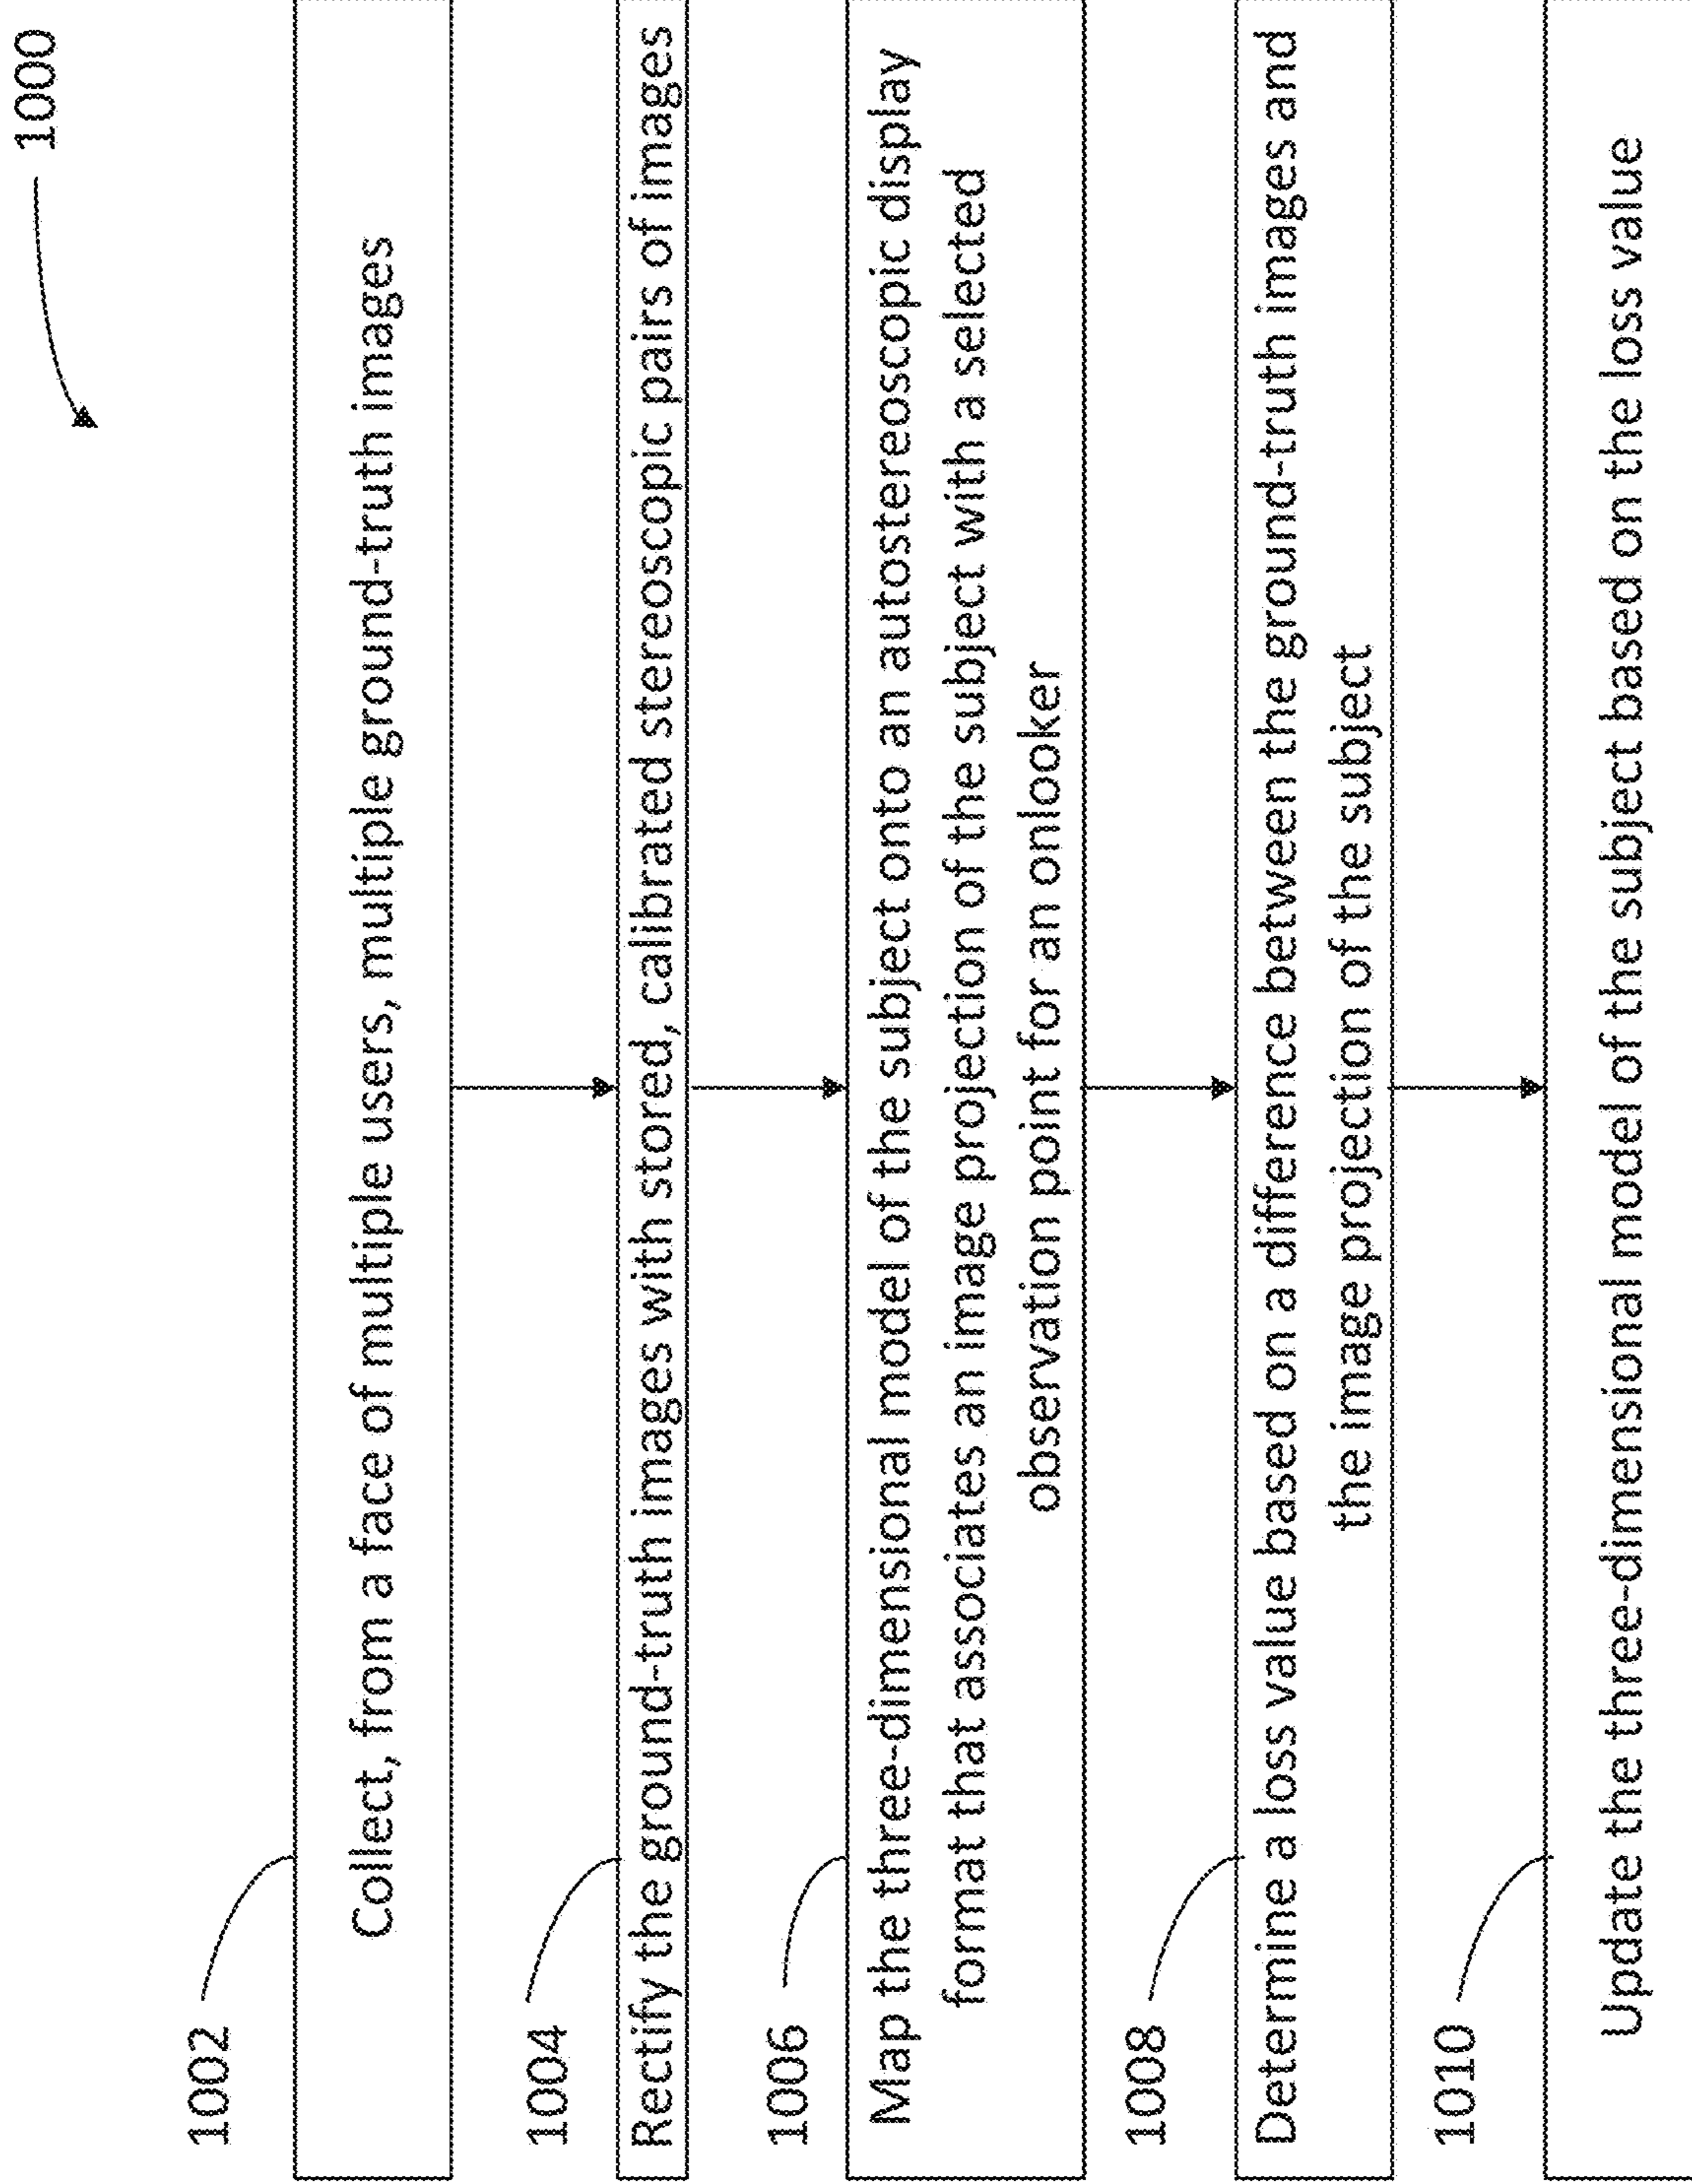 1000
1002
Collect, from a face of multiple users, multiple ground-truth images
1004
Rectify the ground-truth images with stored, calibrated stereoscopic pairs of images
1006
Map the three-dimensional model of the subject onto an autostereoscopic display
format that associates an image projection of the subject with a selected
observation point for an onlooker
1008
Determine a loss value based on a difference between the ground-truth images and
the image projection of the subject
1010
Update the three-dimensional model of the subject based on the loss value